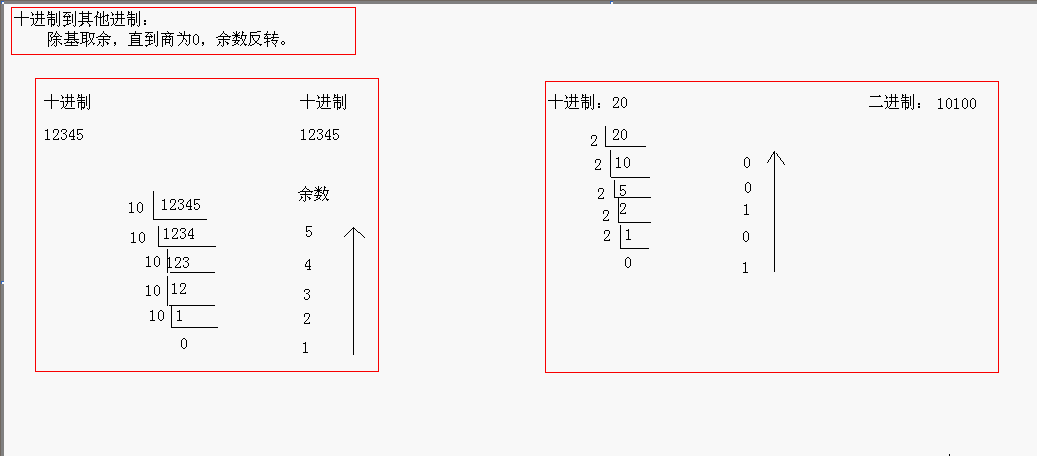 十进制到其他进制：
除基取余，直到商为0，余数反转。
十进制 十进制
12345 12345
余数
10 12345 5
10 1234 4
10 123 3
10 12 2
10 1 1
0
十进制：20 二进制： 10100
2 20
2 10 0
2 5 0
2 2 1
2 1 0
0 1